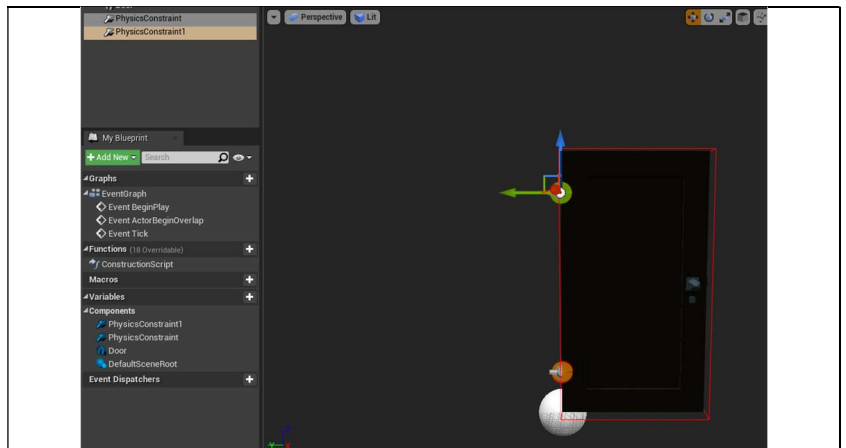 PhysicsConstraint
PhysicsConstraint1
Perspective Lit
My Blueprint
+ Add New Search
Graphs
EventGraph
Event BeginPlay
Event ActorBeginOverlap
Event Tick
Functions (18 Overridable)
ConstructionScript
Macros
Variables
Components
PhysicsConstraint1
PhysicsConstraint
Door
DefaultSceneRoot
Event Dispatchers